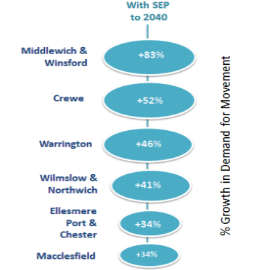 With SEP
to 2040
Middlewich &
Winsford
+83%
Crewe
+52%
Warrington
+46%
Wilmslow &
Northwich
+41%
Ellesmere
Port &
Chester
+34%
Macclesfield
+34%
% Growth in Demand for Movement